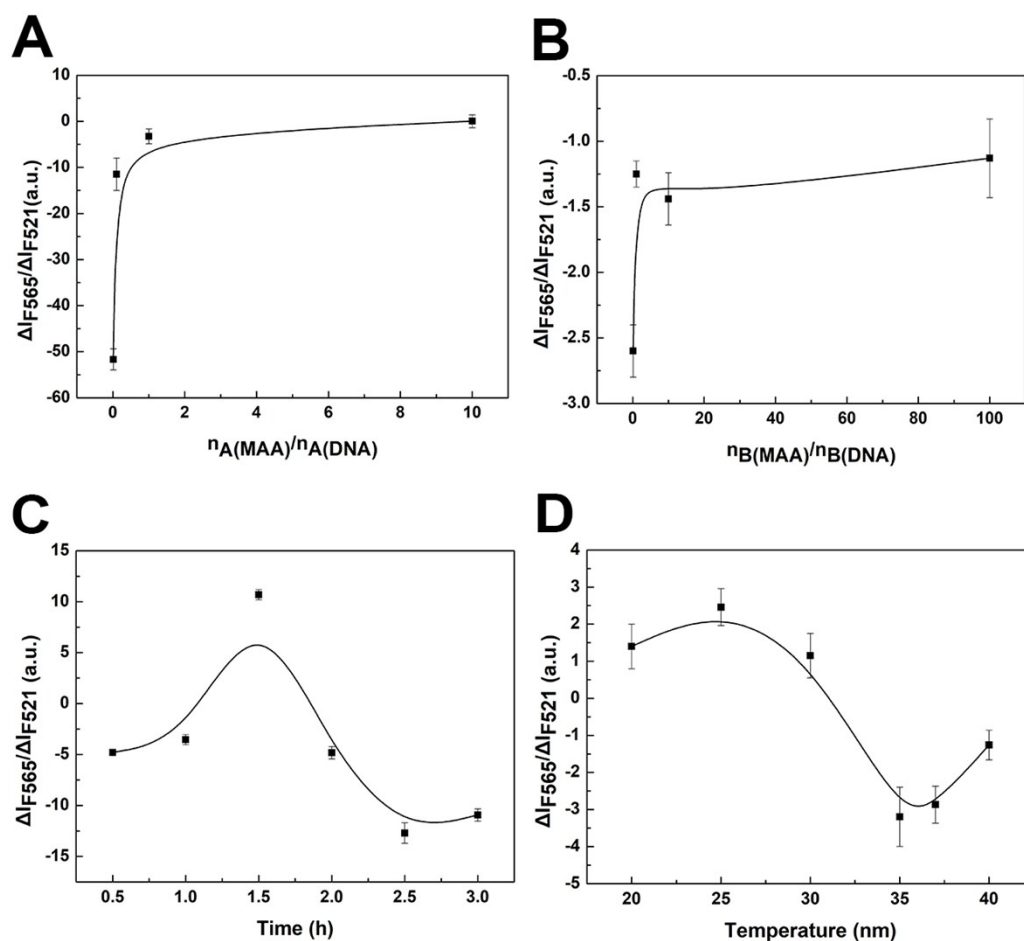 A
10
0
-10
-20
-30
-40
-50
-60
ΔIF565/ΔIF521(a.u.)
0 2 4 6 8 10
nA(MAA)/nA(DNA)
B
-0.5
-1.0
-1.5
-2.0
-2.5
-3.0
ΔIF565/ΔIF521 (a.u.)
0 20 40 60 80 100
nB(MAA)/nB(DNA)
C
15
10
5
0
-5
-10
-15
ΔIF565/ΔIF521 (a.u.)
0.5 1.0 1.5 2.0 2.5 3.0
Time (h)
D
4
3
2
1
0
-1
-2
-3
-4
-5
ΔIF565/ΔIF521 (a.u.)
20 25 30 35 40
Temperature (nm)